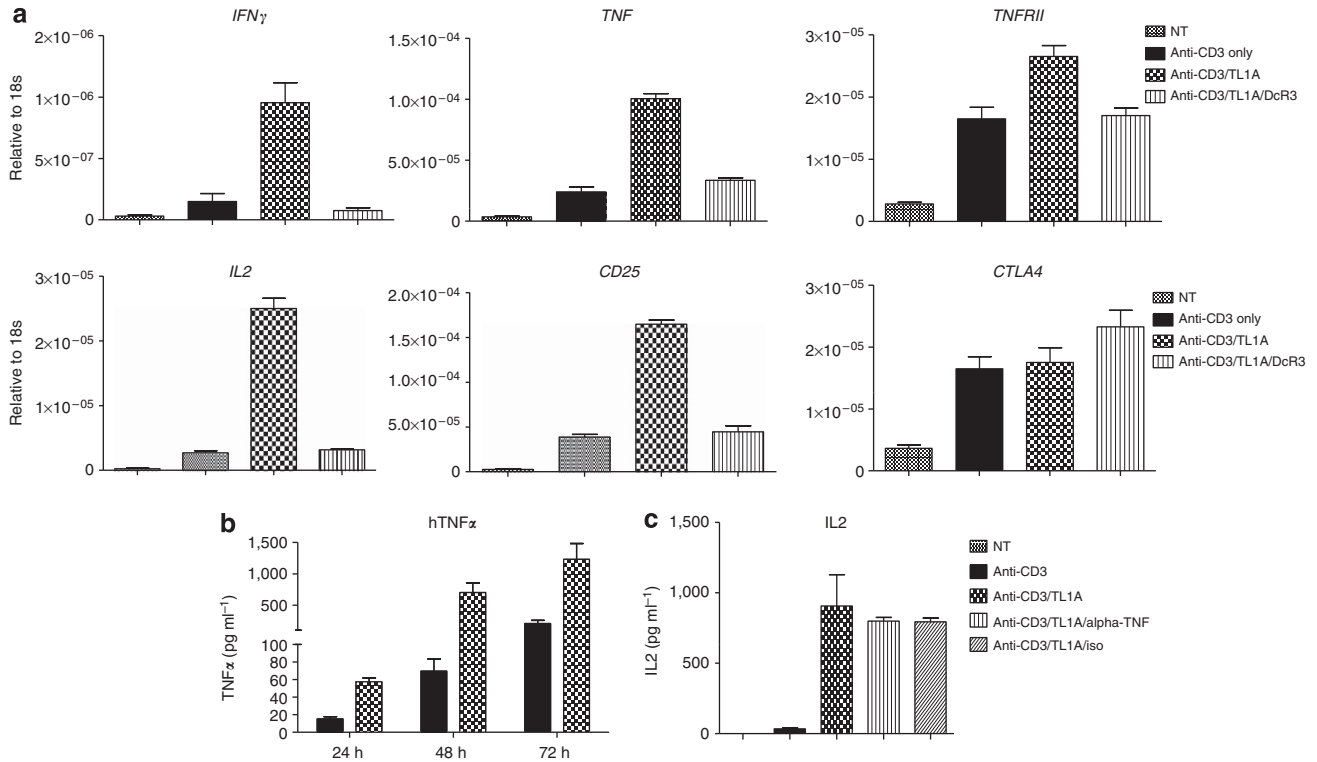 a
IFNγ
TNF
TNFRII
Relative to 18s
2×10⁻⁰⁶
1×10⁻⁰⁶
5×10⁻⁰⁷
0
1.5×10⁻⁰⁴
1.0×10⁻⁰⁴
5.0×10⁻⁰⁵
0
3×10⁻⁰⁵
2×10⁻⁰⁵
1×10⁻⁰⁵
0
NT
Anti-CD3 only
Anti-CD3/TL1A
Anti-CD3/TL1A/DcR3
IL2
CD25
CTLA4
Relative to 18s
3×10⁻⁰⁵
2×10⁻⁰⁵
1×10⁻⁰⁵
0
2.0×10⁻⁰⁴
1.5×10⁻⁰⁴
1.0×10⁻⁰⁴
5.0×10⁻⁰⁵
0
3×10⁻⁰⁵
2×10⁻⁰⁵
1×10⁻⁰⁵
0
NT
Anti-CD3 only
Anti-CD3/TL1A
Anti-CD3/TL1A/DcR3
b
hTNFα
TNFα (pg ml⁻¹)
1,500
1,000
500
100
80
60
40
20
0
24 h
48 h
72 h
c
IL2
IL2 (pg ml⁻¹)
1,500
1,000
500
0
NT
Anti-CD3
Anti-CD3/TL1A
Anti-CD3/TL1A/alpha-TNF
Anti-CD3/TL1A/iso